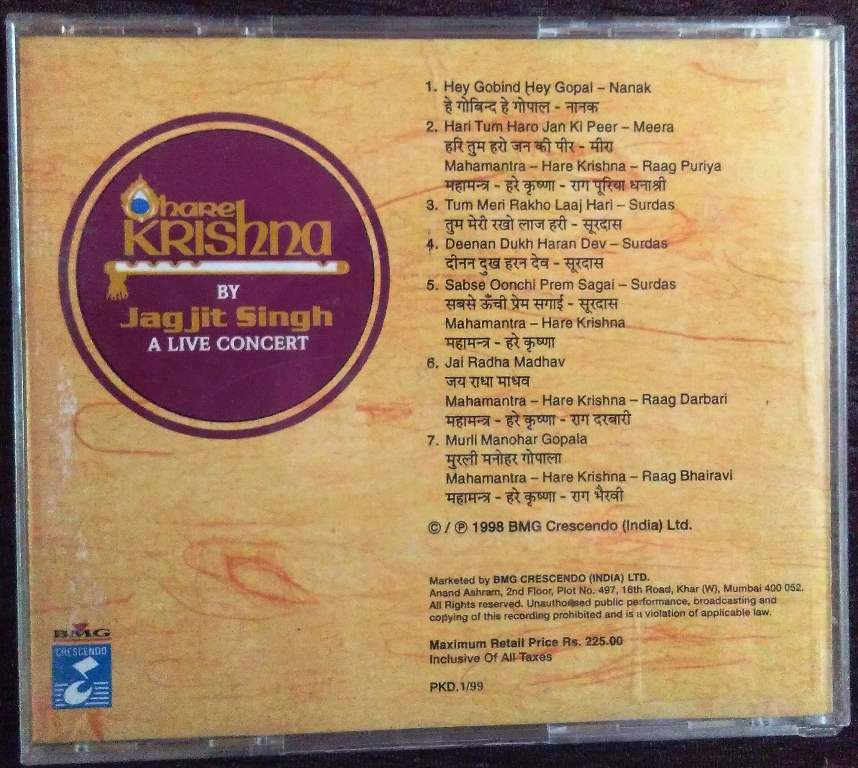 hare
KRISHNA
BY
Jagjit Singh
A LIVE CONCERT
1. Hey Gobind Hey Gopal – Nanak
हे गोबिन्द हे गोपाल - नानक
2. Hari Tum Haro Jan Ki Peer – Meera
हरि तुम हरो जन की पीर - मीरा
Mahamantra – Hare Krishna – Raag Puriya
महामन्त्र - हरे कृष्णा - राग पूरिया धनाश्री
3. Tum Meri Rakho Laaj Hari – Surdas
तुम मेरी रखो लाज हरी - सूरदास
4. Deenan Dukh Haran Dev – Surdas
दीनन दुख हरन देव - सूरदास
5. Sabse Oonchi Prem Sagai – Surdas
सबसे ऊँची प्रेम सगाई - सूरदास
Mahamantra – Hare Krishna
महामन्त्र - हरे कृष्णा
6. Jai Radha Madhav
जय राधा माधव
Mahamantra – Hare Krishna – Raag Darbari
महामन्त्र - हरे कृष्णा - राग दरबारी
7. Murli Manohar Gopala
मुरली मनोहर गोपाला
Mahamantra – Hare Krishna – Raag Bhairavi
महामन्त्र - हरे कृष्णा - राग भैरवी
© / ℗ 1998 BMG Crescendo (India) Ltd.
Marketed by BMG CRESCENDO (INDIA) LTD.
Anand Ashram, 2nd Floor, Plot No. 497, 16th Road, Khar (W), Mumbai 400 052.
All Rights reserved. Unauthorised public performance, broadcasting and
copying of this recording prohibited and is a violation of applicable law.
Maximum Retail Price Rs. 225.00
Inclusive Of All Taxes
PKD.1/99
BMG
CRESCENDO